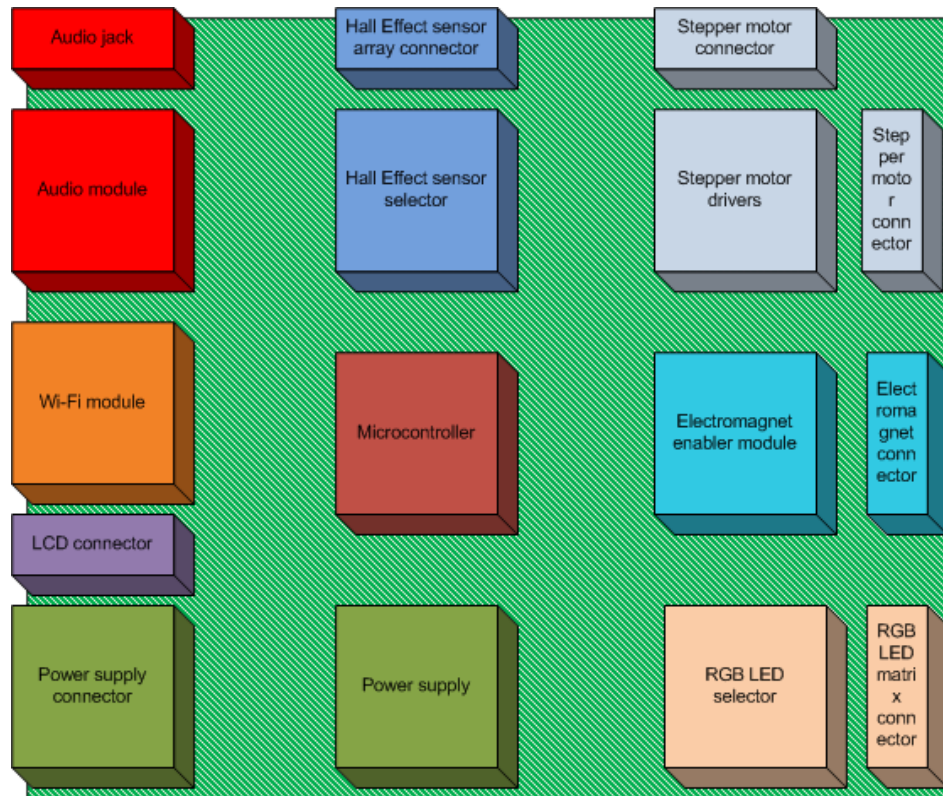 Audio jack
Hall Effect sensor
array connector
Stepper motor
connector
Audio module
Hall Effect sensor
selector
Stepper motor
drivers
Step
per
moto
r
conn
ector
Wi-Fi module
Microcontroller
Electromagnet
enabler module
Elect
roma
gnet
conn
ector
LCD connector
Power supply
connector
Power supply
RGB LED
selector
RGB
LED
matri
x
conn
ector